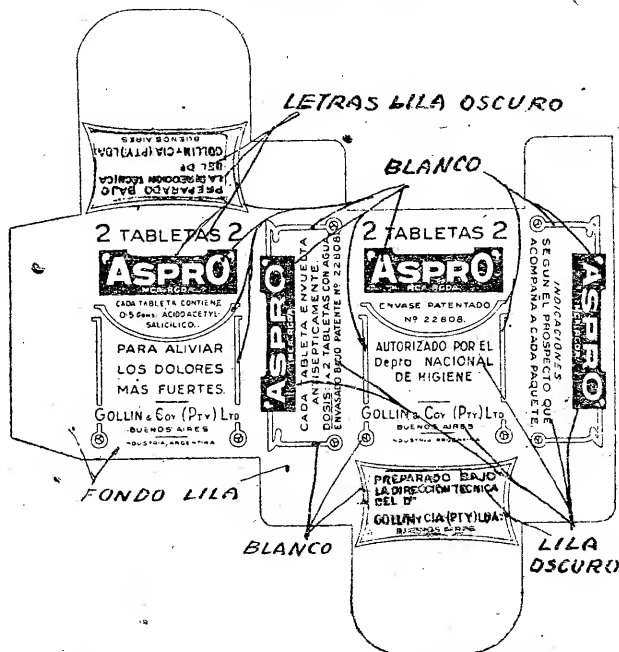 LETRAS LILA OSCURO
BLANCO
PREPARADO BAJO
LA DIRECCIÓN TECNICA
DEL Dr
GOLLIN Y CIA (PTY) LDA
BUENOS AIRES
2 TABLETAS 2
'ASPRO'
CADA TABLETA CONTIENE
0.5 Gms. ÁCIDO ACETYL-
SALICILICO.
PARA ALIVIAR
LOS DOLORES
MÁS FUERTES.
GOLLIN & COY (PTY) LTD
BUENOS AIRES
INDUSTRIA ARGENTINA
'ASPRO'
CADA TABLETA ENVUELTA
ANTISEPTICAMENTE.
DOSIS: 1 A 2 TABLETAS CON AGUA
ENVASADO BAJO PATENTE Nº 22808.
2 TABLETAS 2
'ASPRO'
ENVASE PATENTADO
Nº 22808.
AUTORIZADO POR EL
Depto NACIONAL
DE HIGIENE
GOLLIN & COY (PTY) LTD
BUENOS AIRES
INDUSTRIA ARGENTINA
'ASPRO'
INDICACIONES
SEGUN EL PROSPECTO QUE
ACOMPAÑA A CADA PAQUETE
FONDO LILA
BLANCO
PREPARADO BAJO
LA DIRECCIÓN TECNICA
DEL Dr
GOLLIN Y CIA (PTY) LDA.
BUENOS AIRES
LILA
OSCURO